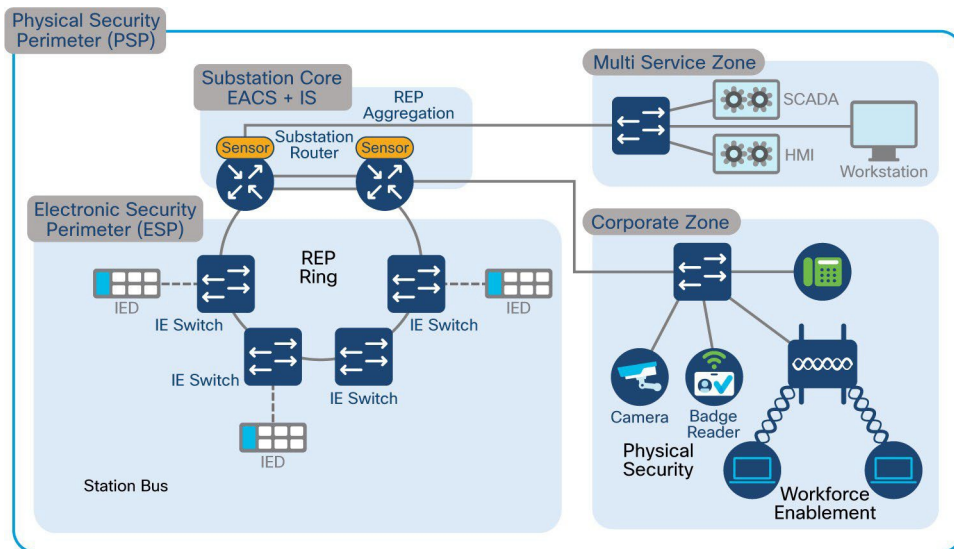 Physical Security
Perimeter (PSP)
Substation Core
EACS + IS
REP
Aggregation
Substation
Router
Sensor
Sensor
Multi Service Zone
SCADA
HMI
Workstation
Electronic Security
Perimeter (ESP)
REP
Ring
IED
IE Switch
IED
IE Switch
IE Switch
IE Switch
IED
Station Bus
Corporate Zone
Camera
Badge
Reader
Physical
Security
Workforce
Enablement